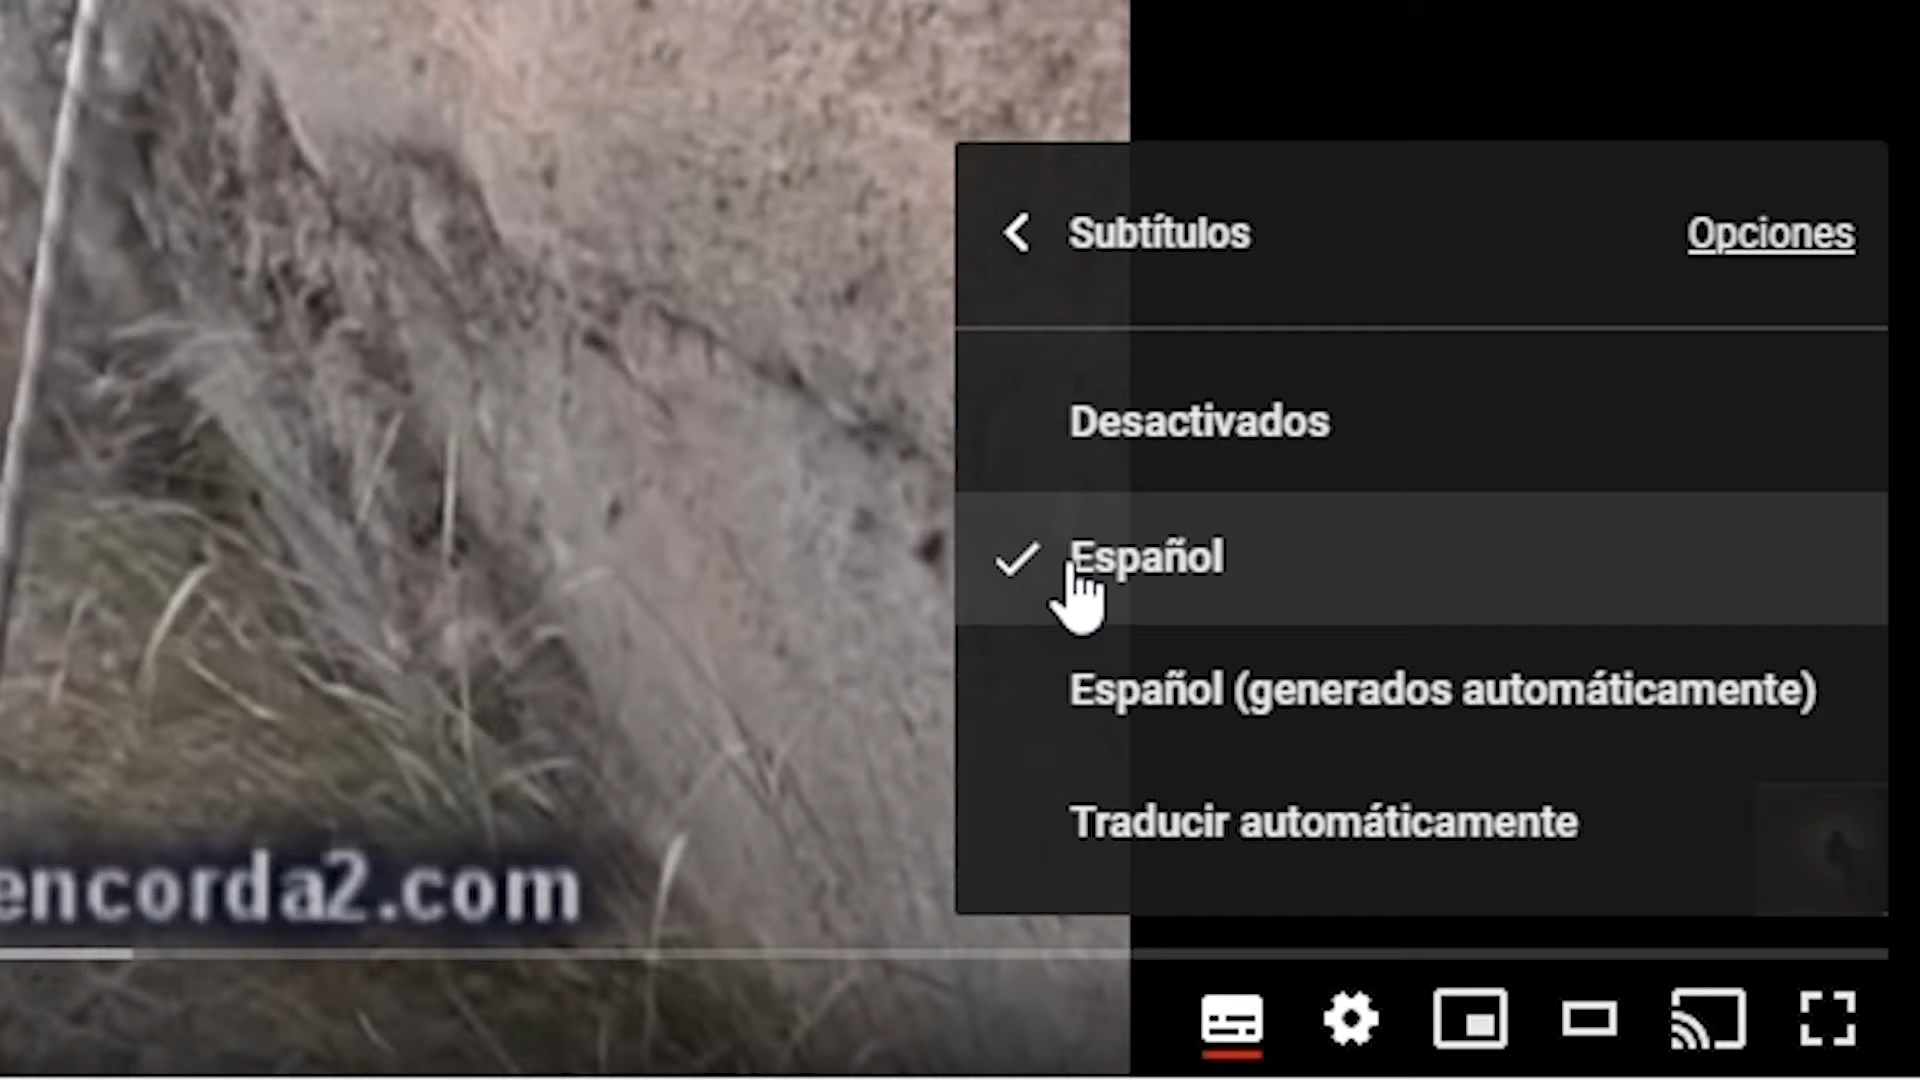 Subtítulos
Opciones
Desactivados
Español
Español (generados automáticamente)
Traducir automáticamente
encorda2.com